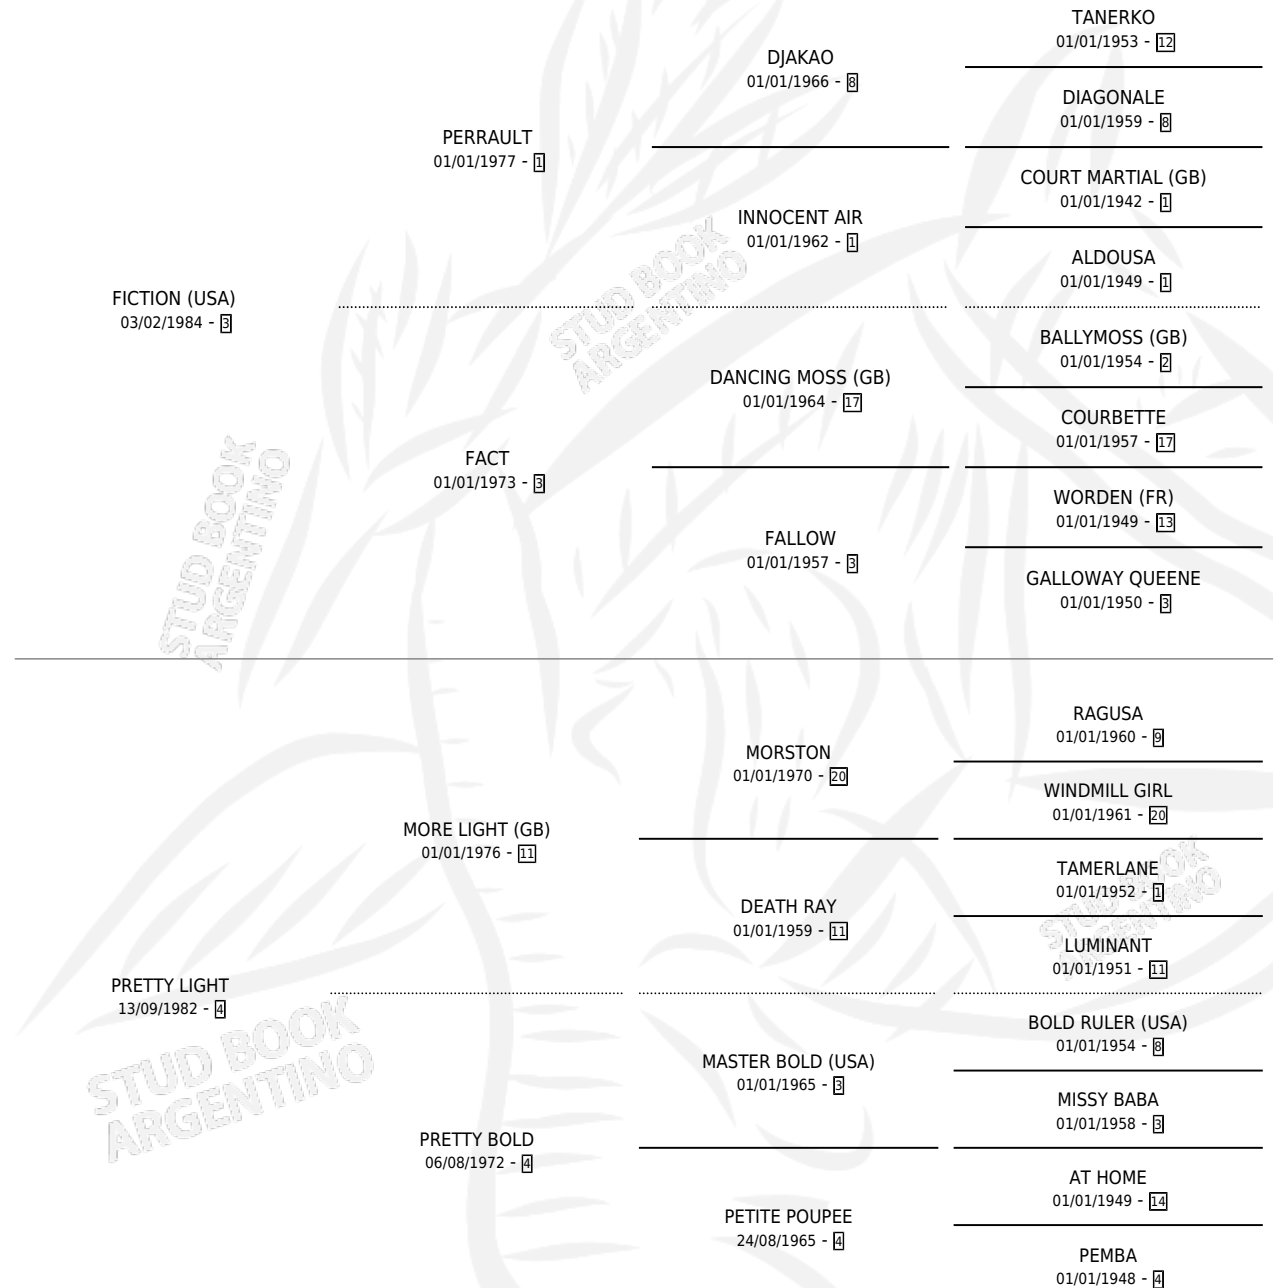 TANERKO
01/01/1953 - 12
DJAKAO
01/01/1966 - 8
DIAGONALE
01/01/1959 - 8
PERRAULT
01/01/1977 - 1
COURT MARTIAL (GB)
01/01/1942 - 1
INNOCENT AIR
01/01/1962 - 1
ALDOUSA
01/01/1949 - 1
FICTION (USA)
03/02/1984 - 3
STUD BOOK
ARGENTINO
BALLYMOSS (GB)
01/01/1954 - 2
DANCING MOSS (GB)
01/01/1964 - 17
COURBETTE
01/01/1957 - 17
FACT
01/01/1973 - 3
WORDEN (FR)
01/01/1949 - 13
FALLOW
01/01/1957 - 3
GALLOWAY QUEENE
01/01/1950 - 3
STUD BOOK
ARGENTINO
RAGUSA
01/01/1960 - 9
MORSTON
01/01/1970 - 20
WINDMILL GIRL
01/01/1961 - 20
MORE LIGHT (GB)
01/01/1976 - 11
TAMERLANE
01/01/1952 - 1
DEATH RAY
01/01/1959 - 11
LUMINANT
01/01/1951 - 11
STUD BOOK
ARGENTINO
PRETTY LIGHT
13/09/1982 - 4
BOLD RULER (USA)
01/01/1954 - 8
MASTER BOLD (USA)
01/01/1965 - 3
MISSY BABA
01/01/1958 - 3
STUD BOOK
ARGENTINO
PRETTY BOLD
06/08/1972 - 4
AT HOME
01/01/1949 - 14
PETITE POUPEE
24/08/1965 - 4
PEMBA
01/01/1948 - 4